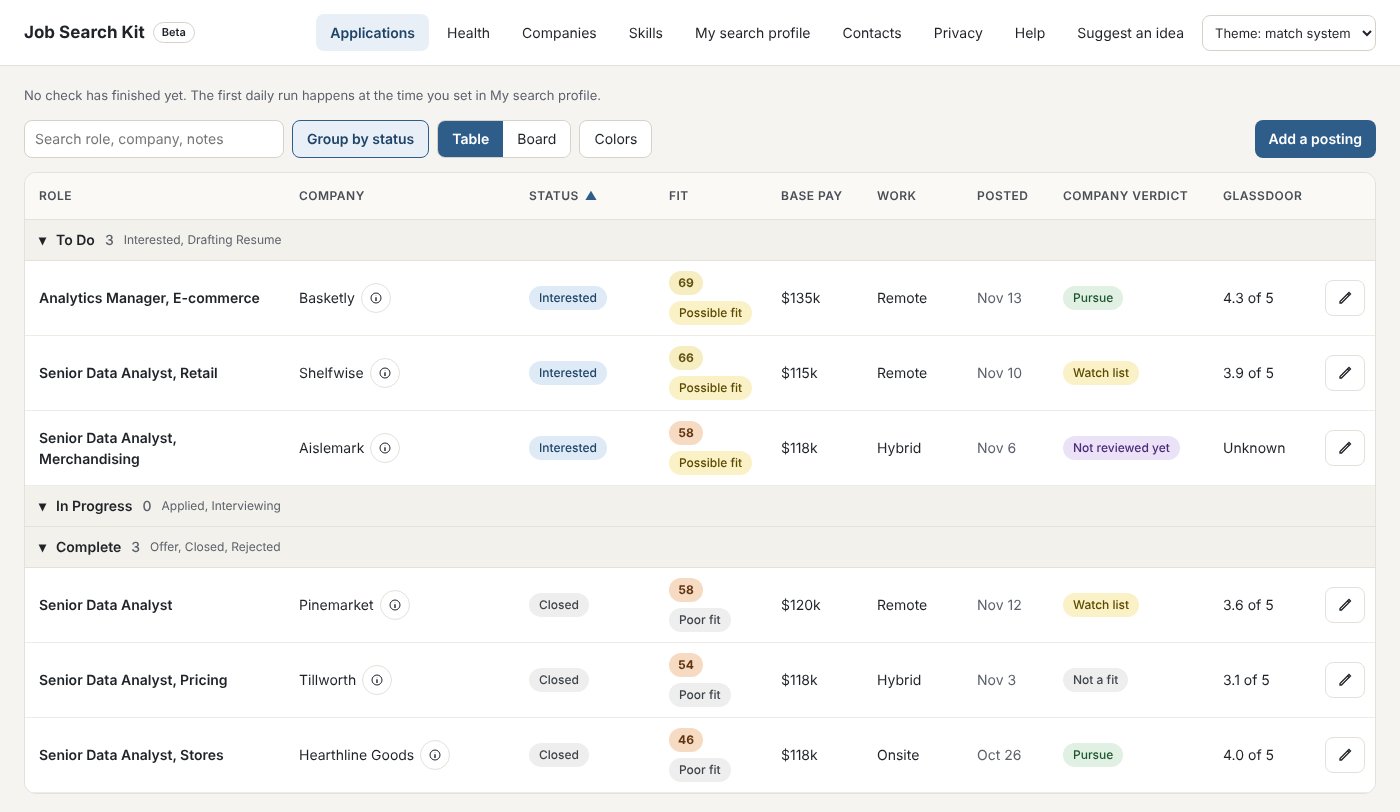 Job Search Kit Beta Applications Health Companies Skills My search profile Contacts Privacy Help Suggest an idea Theme: match system
No check has finished yet. The first daily run happens at the time you set in My search profile.
Search role, company, notes Group by status Table Board Colors Add a posting
ROLE COMPANY STATUS ▲ FIT BASE PAY WORK POSTED COMPANY VERDICT GLASSDOOR
▼ To Do 3 Interested, Drafting Resume
Analytics Manager, E-commerce Basketly Interested 69 Possible fit $135k Remote Nov 13 Pursue 4.3 of 5
Senior Data Analyst, Retail Shelfwise Interested 66 Possible fit $115k Remote Nov 10 Watch list 3.9 of 5
Senior Data Analyst, Merchandising Aislemark Interested 58 Possible fit $118k Hybrid Nov 6 Not reviewed yet Unknown
▼ In Progress 0 Applied, Interviewing
▼ Complete 3 Offer, Closed, Rejected
Senior Data Analyst Pinemarket Closed 58 Poor fit $120k Remote Nov 12 Watch list 3.6 of 5
Senior Data Analyst, Pricing Tillworth Closed 54 Poor fit $118k Hybrid Nov 3 Not a fit 3.1 of 5
Senior Data Analyst, Stores Hearthline Goods Closed 46 Poor fit $118k Onsite Oct 26 Pursue 4.0 of 5